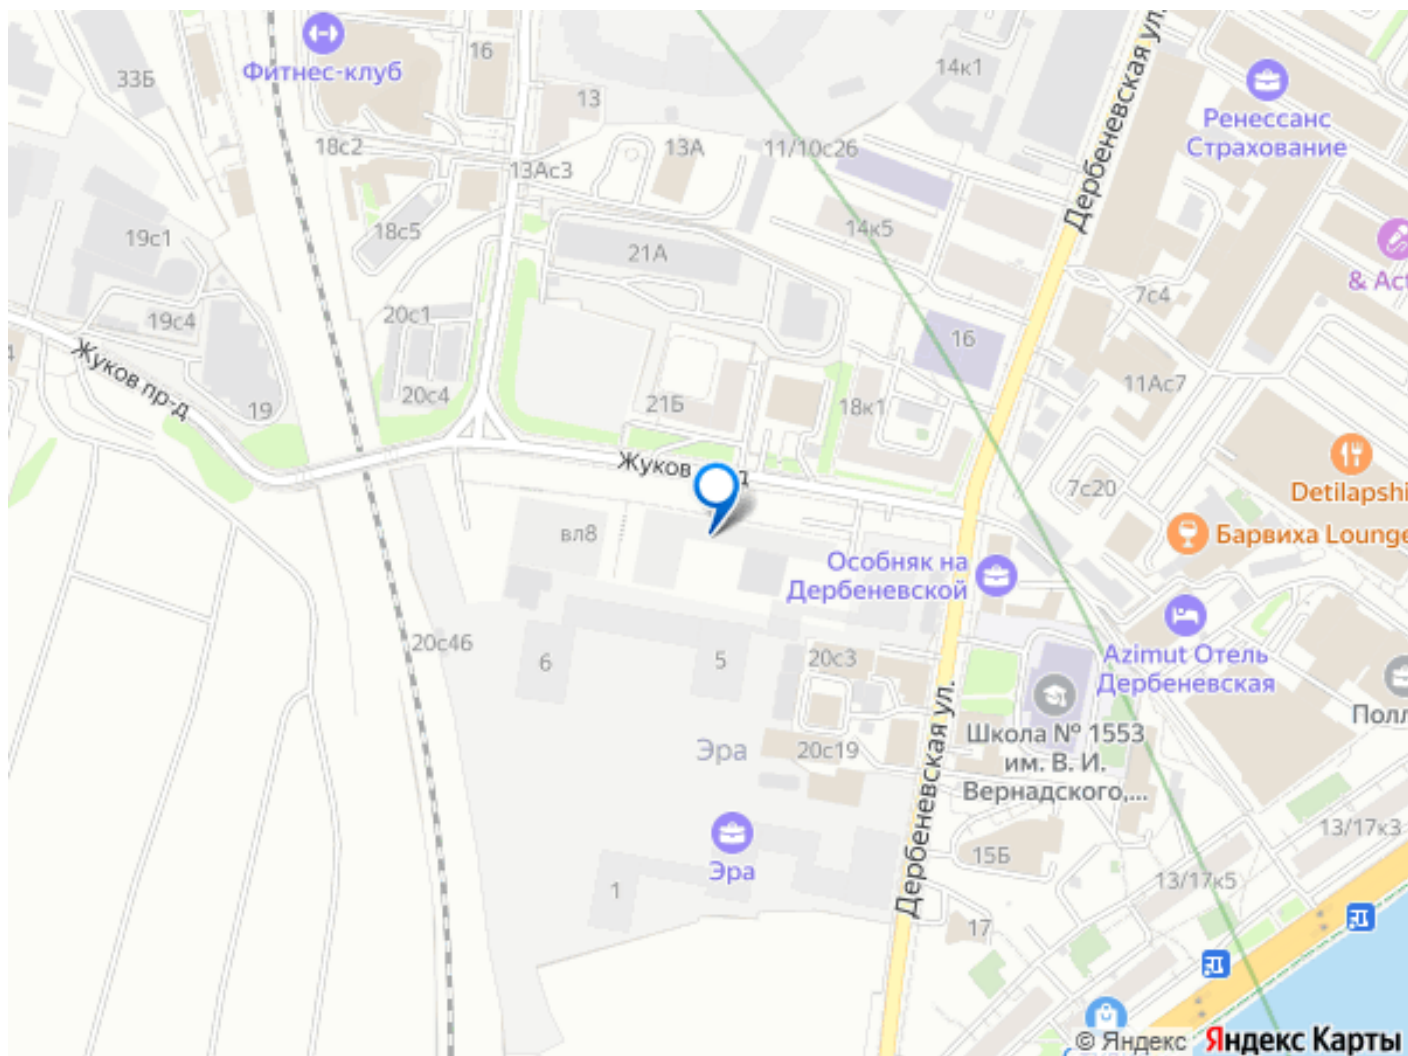 33Б
Фитнес-клуб
16
13
18с2
13Ас3
13А
11/10с26
14к1
Дербеневская ул.
Ренессанс
Страхование
19с1
18с5
21А
14к5
7с4
& Act
19с4
20с1
16
11Ас7
Жуков пр-д
19
20с4
21Б
18к1
Жуков
д
7с20
Detilapshi
Барвиха Lounge
вл8
Особняк на
Дербеневской
20с46
6
5
20с3
Azimut Отель
Дербеневская
Эра
20с19
Дербеневская ул.
Школа № 1553
им. В. И.
Вернадского,...
Полл
Эра
1
15Б
13/17к3
13/17к5
17
© Яндекс
Яндекс Карты